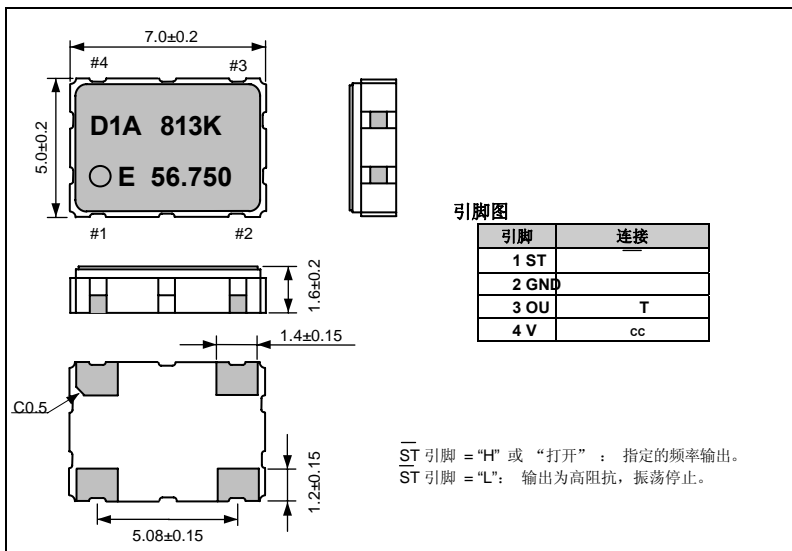 7.0±0.2
#4
#3
5.0±0.2
D1A 813K
E 56.750
#1
#2
1.6±0.2
1.4±0.15
C0.5
1.2±0.15
5.08±0.15
引脚图
引脚 连接
1 ST
2 GND
3 OU T
4 V cc
ST 引脚 = “H” 或 “打开” : 指定的频率输出。
ST 引脚 = “L”: 输出为高阻抗,振荡停止。